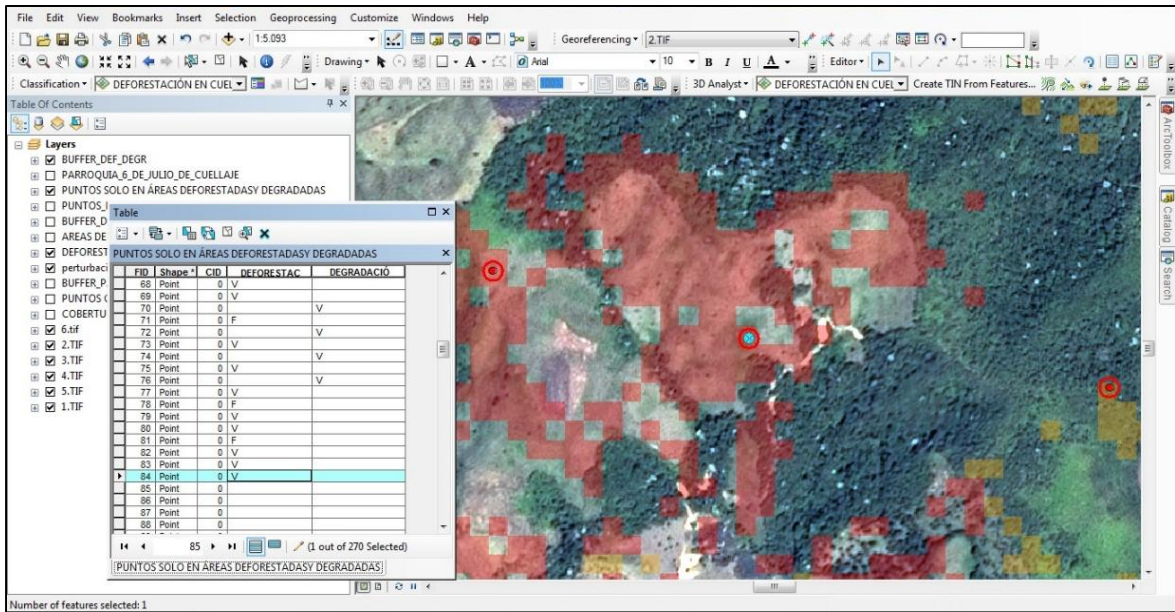 File Edit View Bookmarks Insert Selection Geoprocessing Customize Windows Help
1:5.093 Georeferencing 2.TIF
Drawing A Arial 10 B I U A Editor
Classification DEFORESTACIÓN EN CUEL 3D Analyst DEFORESTACIÓN EN CUEL Create TIN From Features...
Table Of Contents
Layers
BUFFER_DEF_DEGR
PARROQUIA_6_DE_JULIO_DE_CUELLAJE
PUNTOS SOLO EN ÁREAS DEFORESTADASY DEGRADADAS
PUNTOS_
BUFFER_D
AREAS DE
DEFOREST
perturbaci
BUFFER_P
PUNTOS
COBERTU
6.tif
2.TIF
3.TIF
4.TIF
5.TIF
1.TIF
Table
PUNTOS SOLO EN ÁREAS DEFORESTADASY DEGRADADAS
FID Shape * CID DEFORESTAC DEGRADACIÓ
68 Point 0 V
69 Point 0 V
70 Point 0 V
71 Point 0 F
72 Point 0 V
73 Point 0 V
74 Point 0 V
75 Point 0 V
76 Point 0 V
77 Point 0 V
78 Point 0 F
79 Point 0 V
80 Point 0 V
81 Point 0 F
82 Point 0 V
83 Point 0 V
84 Point 0 V
85 Point 0
86 Point 0
87 Point 0
88 Point 0
85 (1 out of 270 Selected)
PUNTOS SOLO EN ÁREAS DEFORESTADASY DEGRADADAS
ArcToolbox
Catalog
Search
Number of features selected: 1